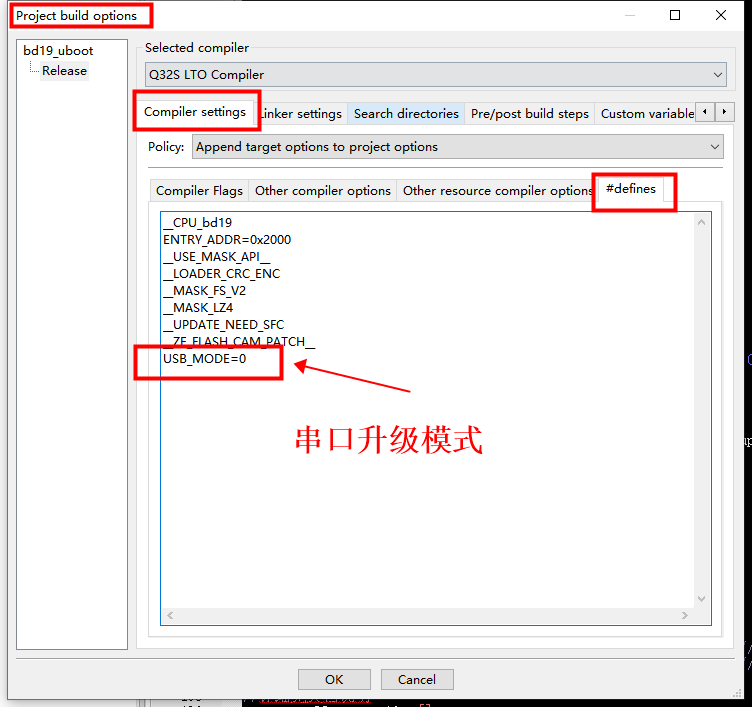 Project build options
bd19_uboot
Release
Selected compiler
Q32S LTO Compiler
Compiler settings
Linker settings
Search directories
Pre/post build steps
Custom variable
Policy:
Append target options to project options
Compiler Flags
Other compiler options
Other resource compiler options
#defines
__CPU_bd19
ENTRY_ADDR=0x2000
__USE_MASK_API__
__LOADER_CRC_ENC
__MASK_FS_V2
__MASK_LZ4
__UPDATE_NEED_SFC
__ZE_FLASH_CAM_PATCH__
USB_MODE=0
串口升级模式
OK
Cancel